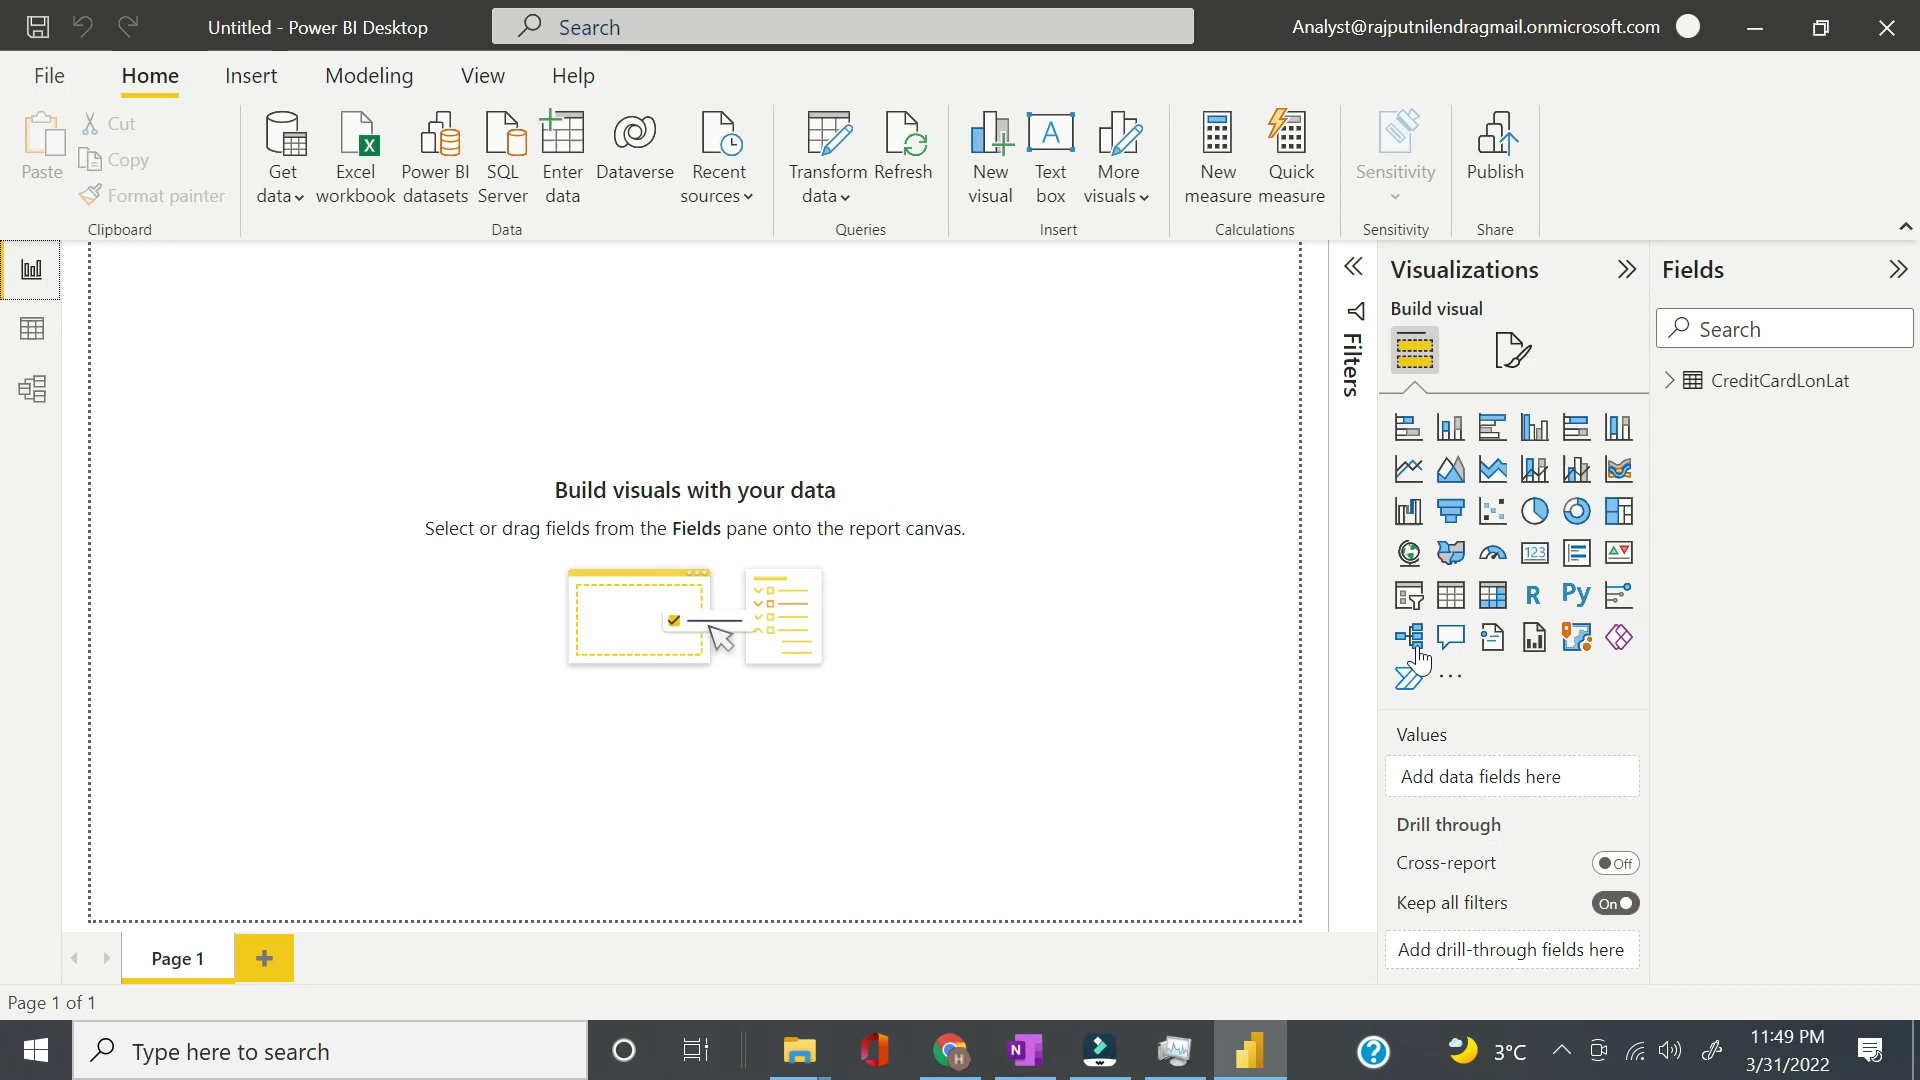 Untitled - Power BI Desktop
Search
Analyst@rajputnilendragmail.onmicrosoft.com
File
Home
Insert
Modeling
View
Help
Paste
Cut
Copy
Format painter
Clipboard
Get data
Excel workbook
Power BI datasets
SQL Server
Enter data
Dataverse
Recent sources
Data
Transform data
Refresh
Queries
New visual
A
Text box
More visuals
Insert
New measure
Quick measure
Calculations
Sensitivity
Sensitivity
Publish
Share
Build visuals with your data
Select or drag fields from the Fields pane onto the report canvas.
Filters
Visualizations
Build visual
123
R
Py
Values
Add data fields here
Drill through
Cross-report
Off
Keep all filters
On
Add drill-through fields here
Fields
Search
CreditCardLonLat
Page 1
Page 1 of 1
Type here to search
H
N
3°C
11:49 PM
3/31/2022